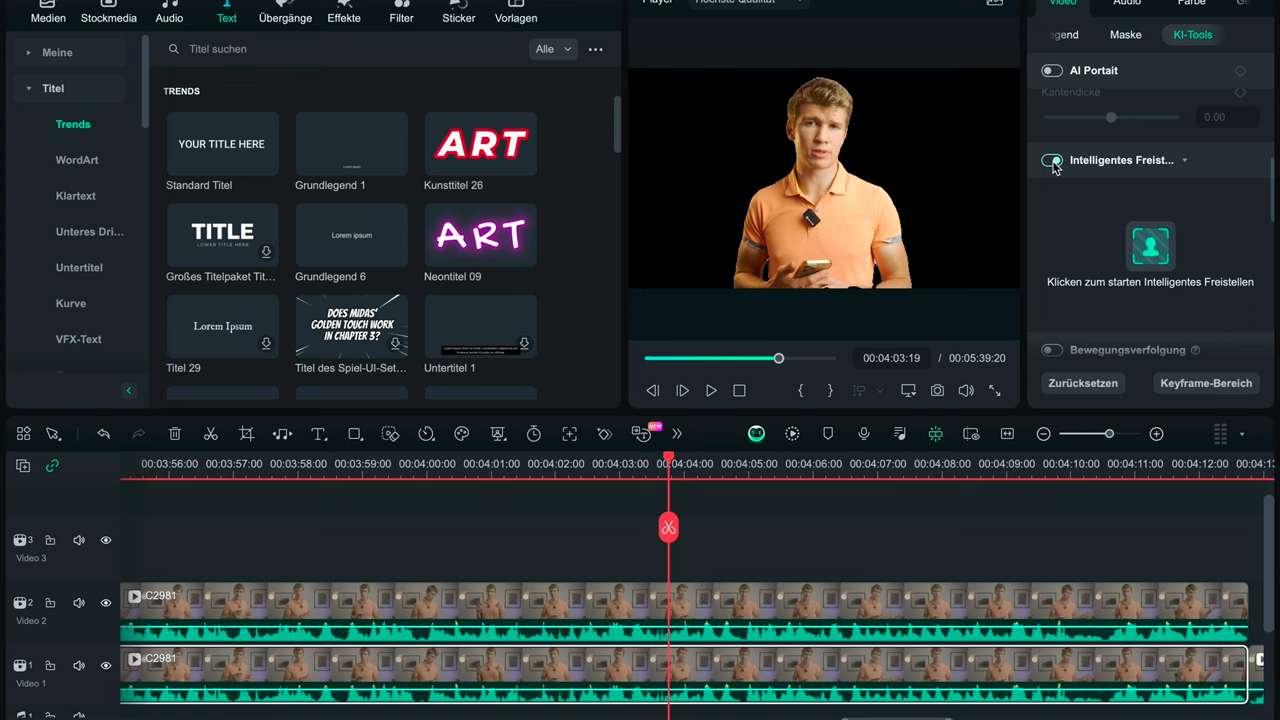 Medien
Stockmedia
Audio
Text
Übergänge
Effekte
Filter
Sticker
Vorlagen
Meine
Titel
Trends
WordArt
Klartext
Unteres Dri...
Untertitel
Kurve
VFX-Text
Titel suchen
Alle
TRENDS
YOUR TITLE HERE
Standard Titel
Grundlegend 1
ART
Kunsttitel 26
TITLE
LOWER TITLE HERE
Großes Titelpaket Tit...
Lorem ipsum
Grundlegend 6
ART
Neontitel 09
Lorem Ipsum
Titel 29
DOES MIDAS'
GOLDEN TOUCH WORK
IN CHAPTER 3?
Titel des Spiel-UI-Set...
Untertitel 1
Player
Höchste Qualität
00:04:03:19 / 00:05:39:20
Video
Audio
Farbe
gend
Maske
KI-Tools
AI Portait
Kantendicke
0.00
Intelligentes Freist...
Klicken zum starten Intelligentes Freistellen
Bewegungsverfolgung
Zurücksetzen
Keyframe-Bereich
NEW
00:03:56:00 00:03:57:00 00:03:58:00 00:03:59:00 00:04:00:00 00:04:01:00 00:04:02:00 00:04:03:00 00:04:04:00 00:04:05:00 00:04:06:00 00:04:07:00 00:04:08:00 00:04:09:00 00:04:10:00 00:04:11:00 00:04:12:00 00:04:13
3
Video 3
2
Video 2
C2981
1
Video 1
C2981
1